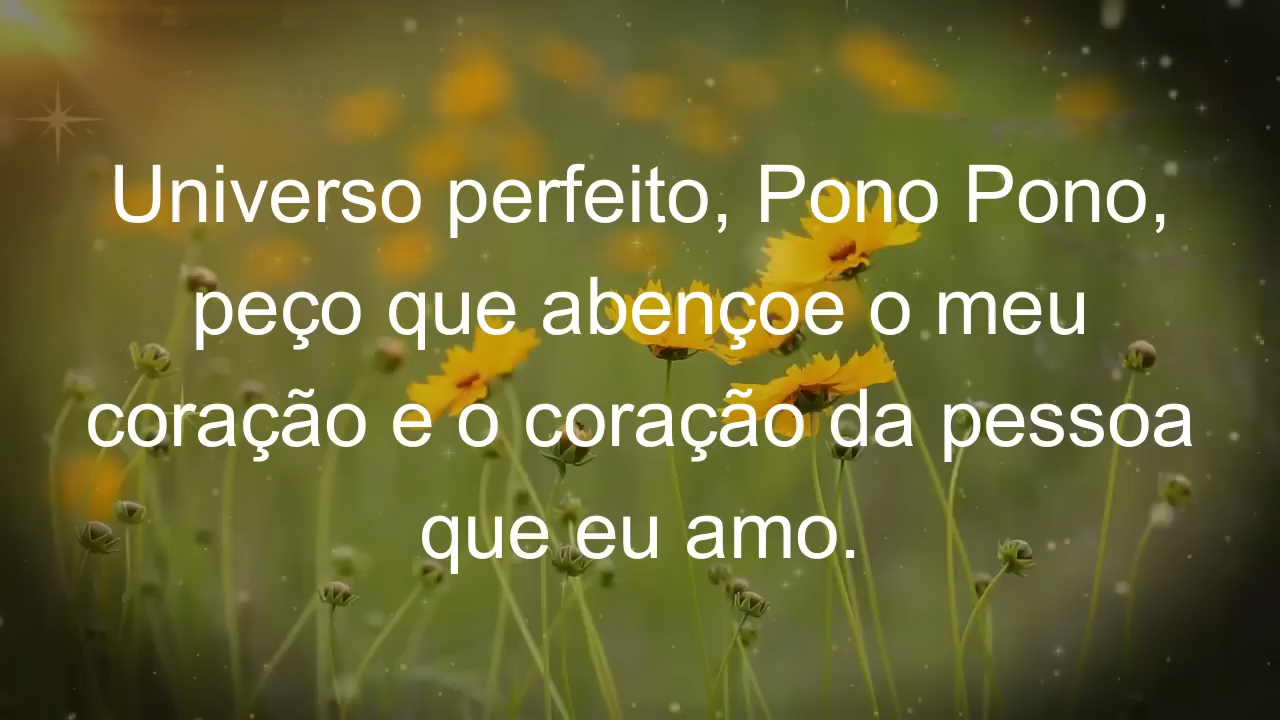 Universo perfeito, Pono Pono,
peço que abençoe o meu
coração e o coração da pessoa
que eu amo.